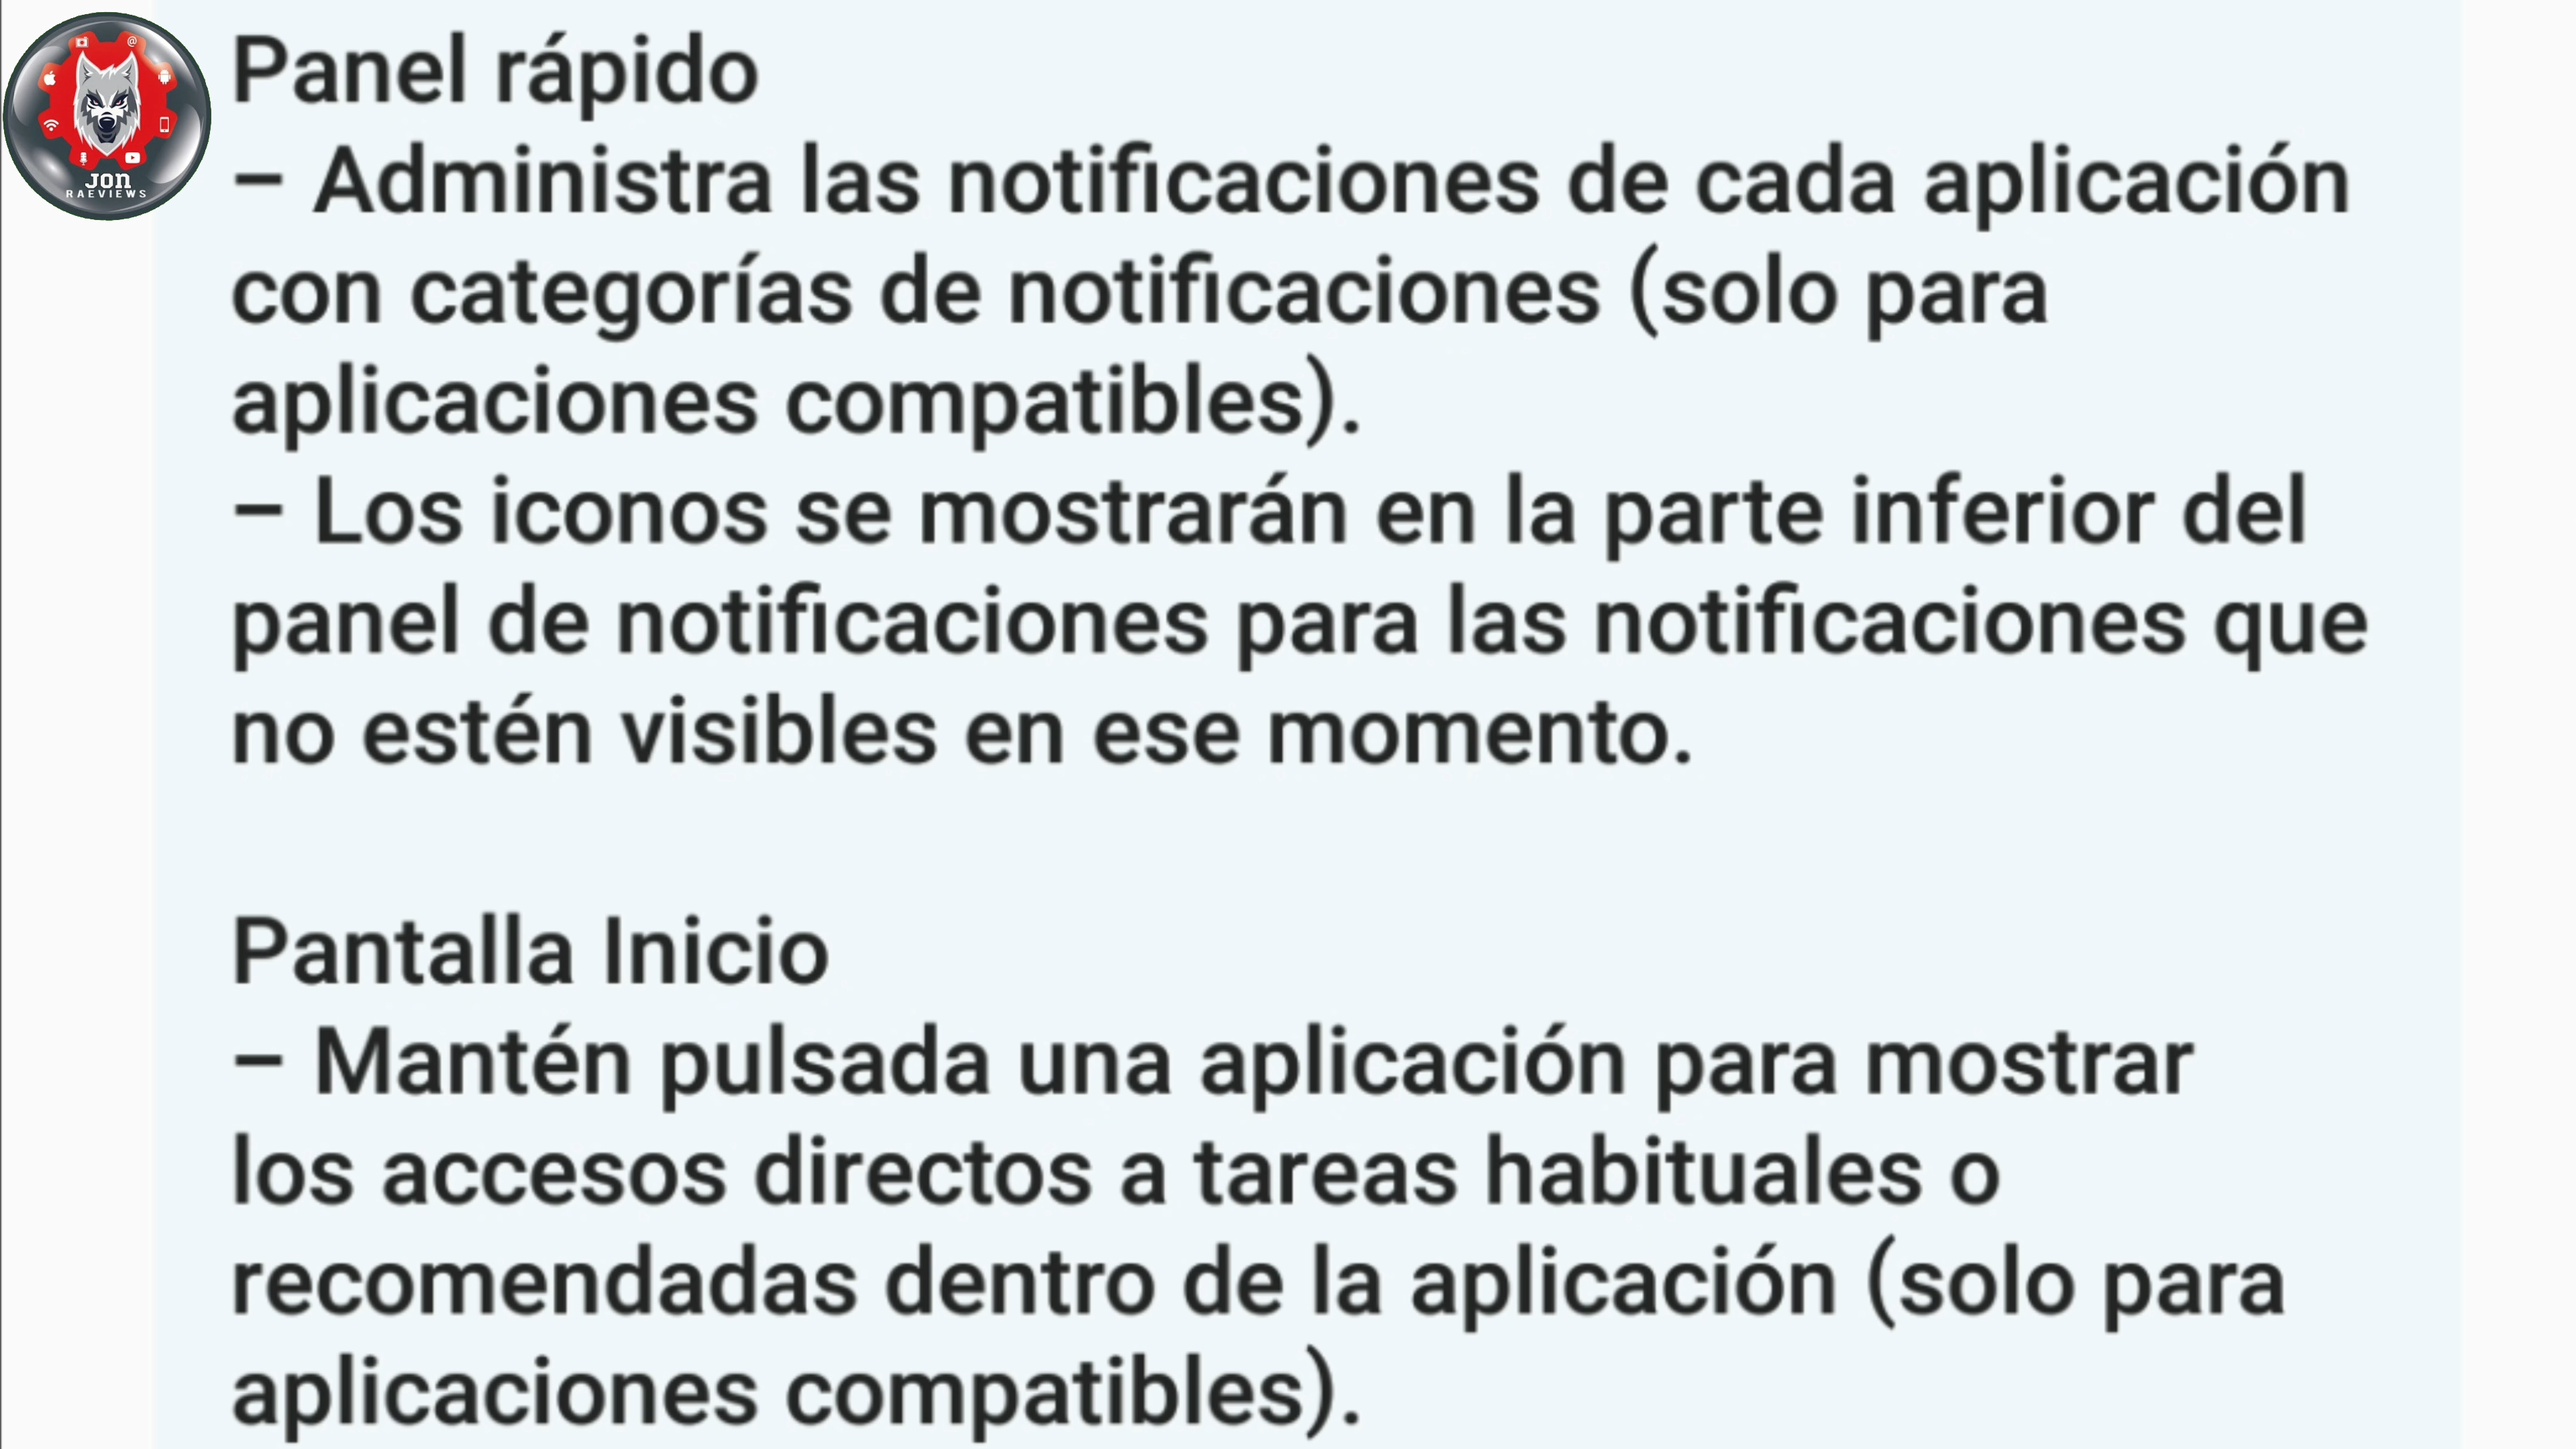 Panel rápido
– Administra las notificaciones de cada aplicación
con categorías de notificaciones (solo para
aplicaciones compatibles).
– Los iconos se mostrarán en la parte inferior del
panel de notificaciones para las notificaciones que
no estén visibles en ese momento.
Pantalla Inicio
– Mantén pulsada una aplicación para mostrar
los accesos directos a tareas habituales o
recomendadas dentro de la aplicación (solo para
aplicaciones compatibles).
@
JON
RAEVIEWS